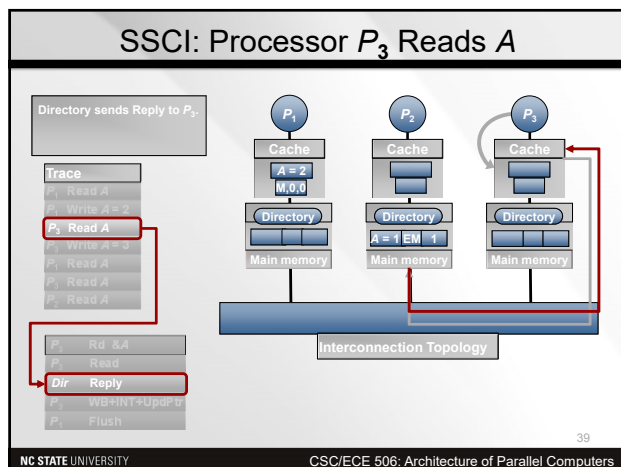 SSCI: Processor P3 Reads A
Directory sends Reply to P3.
Trace
P1 Read A
P1 Write A = 2
P3 Read A
P3 Write A = 3
P1 Read A
P3 Read A
P2 Read A
P3 Rd &A
P3 Read
Dir Reply
P3 WB+INT+UpdPtr
P1 Flush
P1
Cache
A = 2
M,0,0
Directory
Main memory
P2
Cache
Directory
A = 1 EM 1
Main memory
P3
Cache
Directory
Main memory
Interconnection Topology
39
NC STATE UNIVERSITY
CSC/ECE 506: Architecture of Parallel Computers